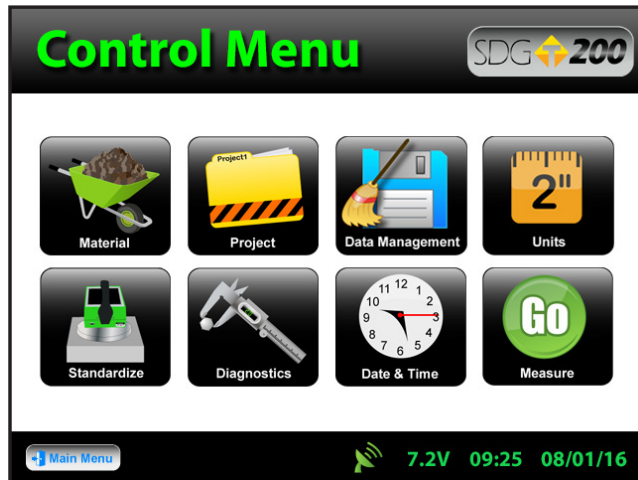 Control Menu
SDG T 200
Project1
2"
Material
Project
Data Management
Units
12
11
1
10
2
9
3
8
4
7
5
6
Go
Standardize
Diagnostics
Date & Time
Measure
Main Menu
7.2V 09:25 08/01/16